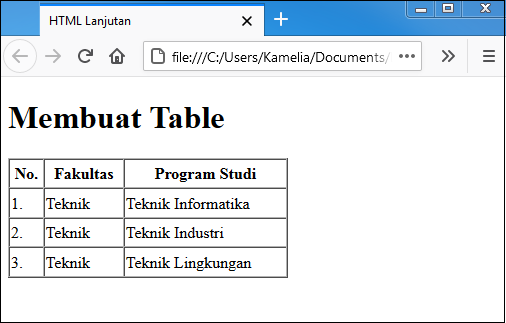 HTML Lanjutan
file:///C:/Users/Kamelia/Documents/
Membuat Table
No. Fakultas Program Studi
1. Teknik Teknik Informatika
2. Teknik Teknik Industri
3. Teknik Teknik Lingkungan